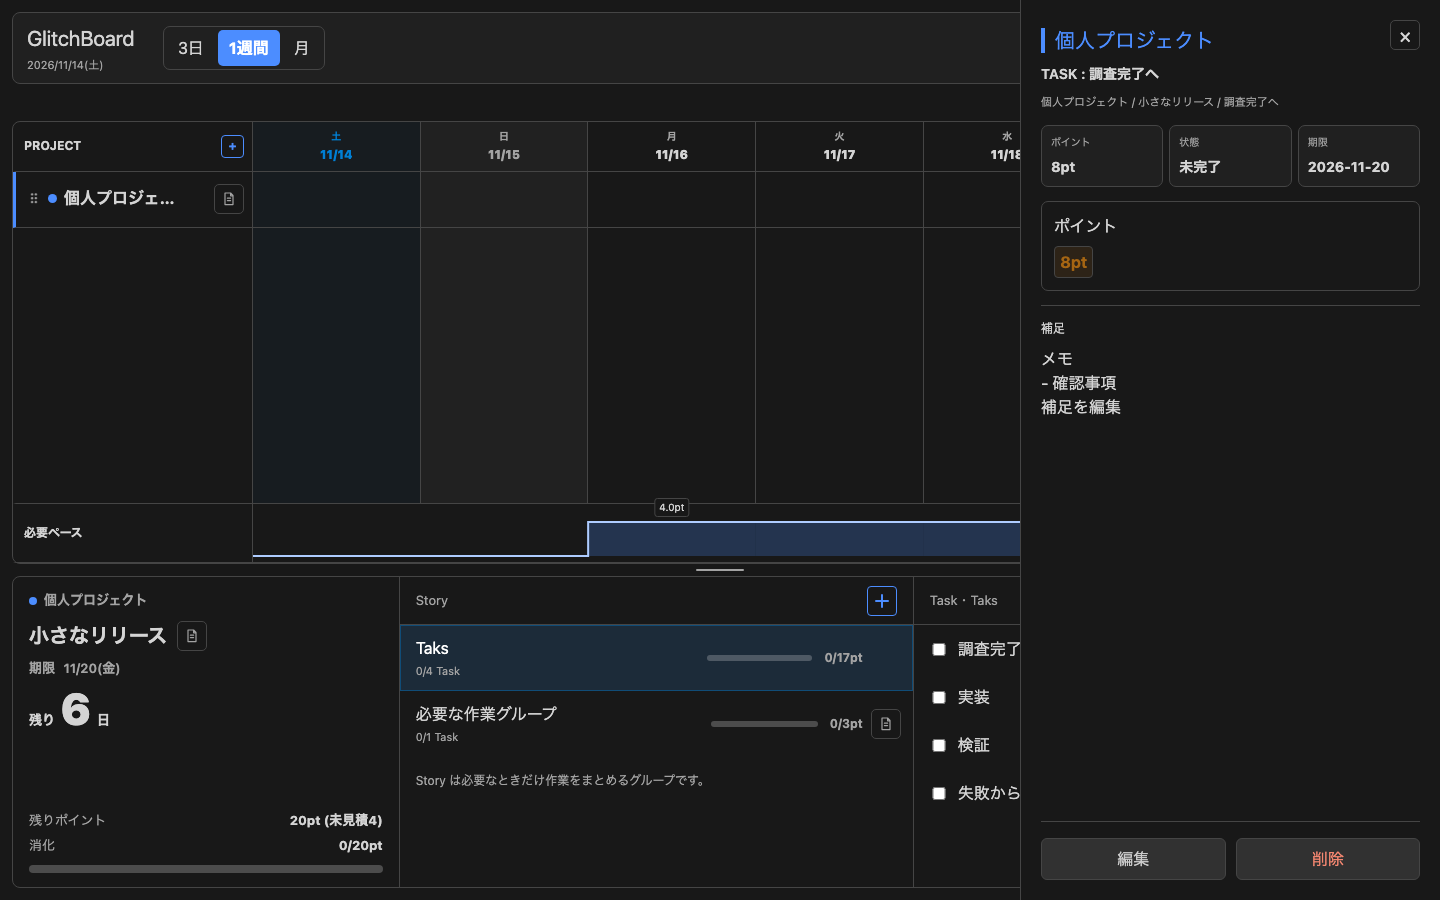 GlitchBoard
2026/11/14(土)
3日 1週間 月
PROJECT +
土 11/14
日 11/15
月 11/16
火 11/17
水 11/18
個人プロジェ...
4.0pt
必要ペース
個人プロジェクト
小さなリリース
期限 11/20(金)
残り 6 日
残りポイント 20pt (未見積4)
消化 0/20pt
Story
Taks
0/4 Task
0/17pt
必要な作業グループ
0/1 Task
0/3pt
Story は必要なときだけ作業をまとめるグループです。
Task・Taks
調査完了
実装
検証
失敗から
個人プロジェクト
TASK : 調査完了へ
個人プロジェクト / 小さなリリース / 調査完了へ
ポイント
8pt
状態
未完了
期限
2026-11-20
ポイント
8pt
補足
メモ
- 確認事項
補足を編集
編集
削除